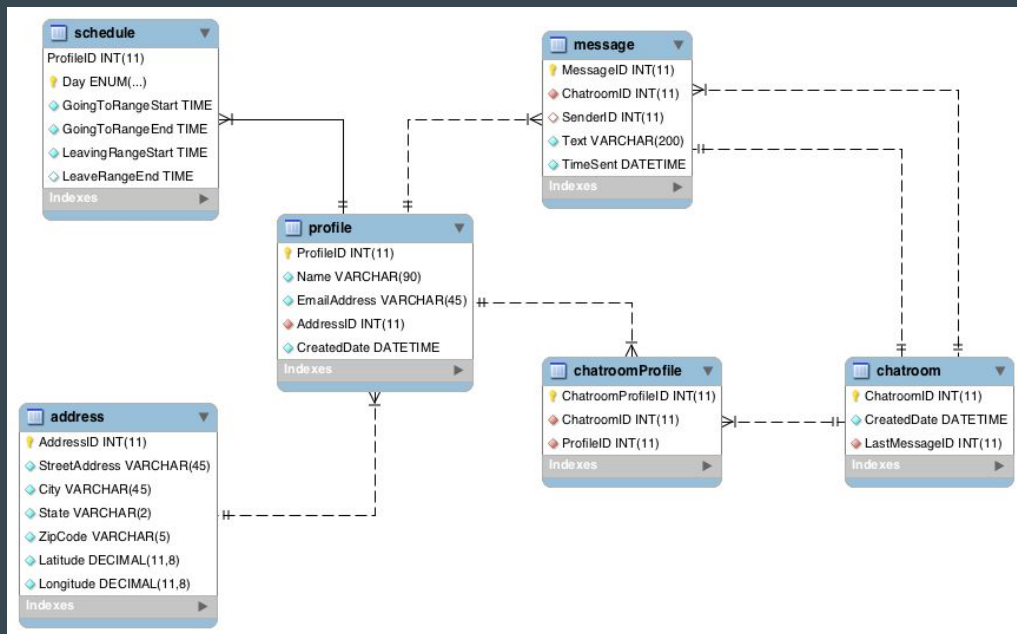 schedule
ProfileID INT(11)
Day ENUM(...)
GoingToRangeStart TIME
GoingToRangeEnd TIME
LeavingRangeStart TIME
LeaveRangeEnd TIME
Indexes
message
MessageID INT(11)
ChatroomID INT(11)
SenderID INT(11)
Text VARCHAR(200)
TimeSent DATETIME
Indexes
profile
ProfileID INT(11)
Name VARCHAR(90)
EmailAddress VARCHAR(45)
AddressID INT(11)
CreatedDate DATETIME
Indexes
chatroomProfile
ChatroomProfileID INT(11)
ChatroomID INT(11)
ProfileID INT(11)
Indexes
chatroom
ChatroomID INT(11)
CreatedDate DATETIME
LastMessageID INT(11)
Indexes
address
AddressID INT(11)
StreetAddress VARCHAR(45)
City VARCHAR(45)
State VARCHAR(2)
ZipCode VARCHAR(5)
Latitude DECIMAL(11,8)
Longitude DECIMAL(11,8)
Indexes